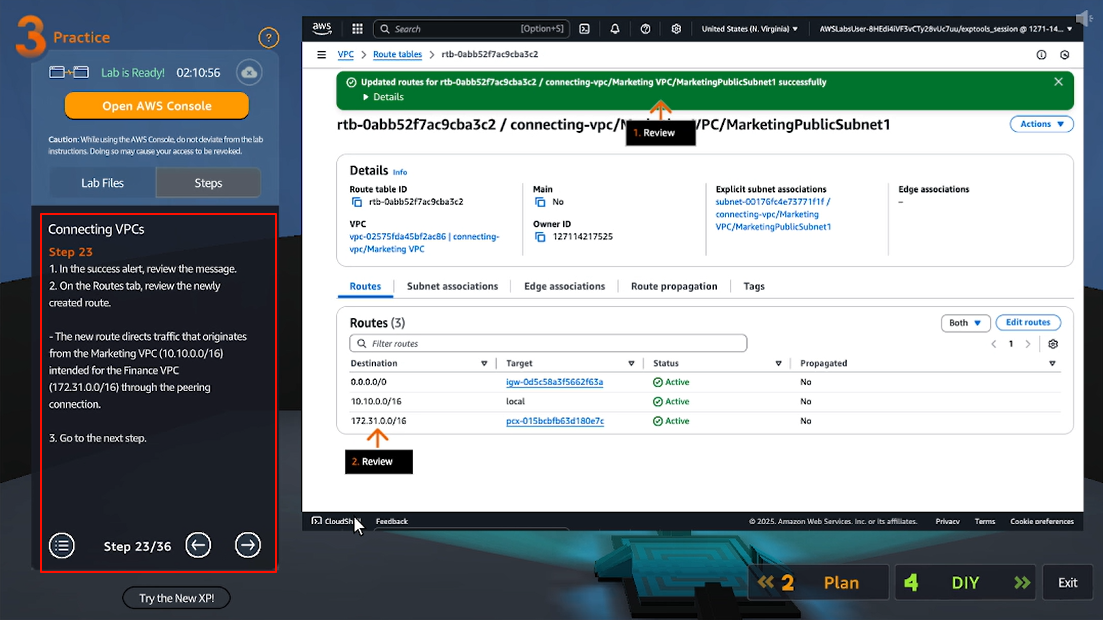 3 Practice
?
Lab is Ready! 02:10:56
Open AWS Console
Caution: While using the AWS Console, do not deviate from the lab
instructions. Doing so may cause your access to be revoked.
Lab Files Steps
Connecting VPCs
Step 23
1. In the success alert, review the message.
2. On the Routes tab, review the newly
created route.
- The new route directs traffic that originates
from the Marketing VPC (10.10.0.0/16)
intended for the Finance VPC
(172.31.0.0/16) through the peering
connection.
3. Go to the next step.
Step 23/36
Try the New XP!
aws Search [Option+S] United States (N. Virginia) AWSLabsUser-8HEdi4iVF3vCTy28vUc7uu/exptools_session @ 1271-14...
VPC > Route tables > rtb-0abb52f7ac9cba3c2
Updated routes for rtb-0abb52f7ac9cba3c2 / connecting-vpc/Marketing VPC/MarketingPublicSubnet1 successfully
Details
rtb-0abb52f7ac9cba3c2 / connecting-vpc/M PC/MarketingPublicSubnet1
Actions
1. Review
Details Info
Route table ID
rtb-0abb52f7ac9cba3c2
VPC
vpc-02575fda45bf2ac86 | connecting-
vpc/Marketing VPC
Main
No
Owner ID
127114217525
Explicit subnet associations
subnet-00176fc4e73771f1f /
connecting-vpc/Marketing
VPC/MarketingPublicSubnet1
Edge associations
–
Routes Subnet associations Edge associations Route propagation Tags
Routes (3)
Both Edit routes
Filter routes
1
Destination Target Status Propagated
0.0.0.0/0 igw-0d5c58a3f5662f63a Active No
10.10.0.0/16 local Active No
172.31.0.0/16 pcx-015bcbfb63d180e7c Active No
2. Review
CloudSh Feedback
© 2025, Amazon Web Services, Inc. or its affiliates. Privacy Terms Cookie preferences
2 Plan
4 DIY
Exit